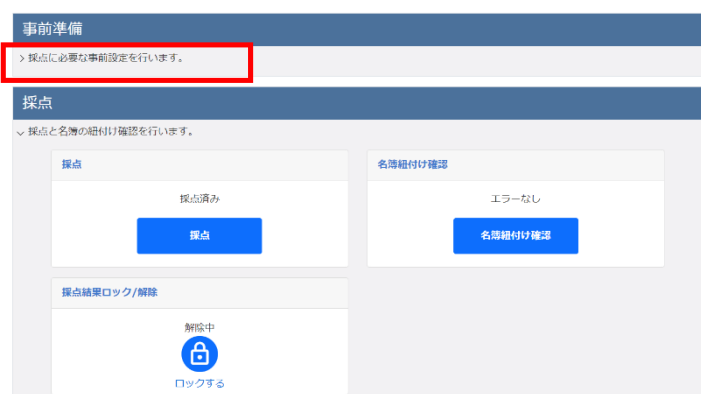 事前準備
> 採点に必要な事前設定を行います。
採点
採点と名簿の紐付け確認を行います。
採点
名簿紐付け確認
採点済み
エラーなし
採点
名簿紐付け確認
採点結果ロック/解除
解除中
ロックする